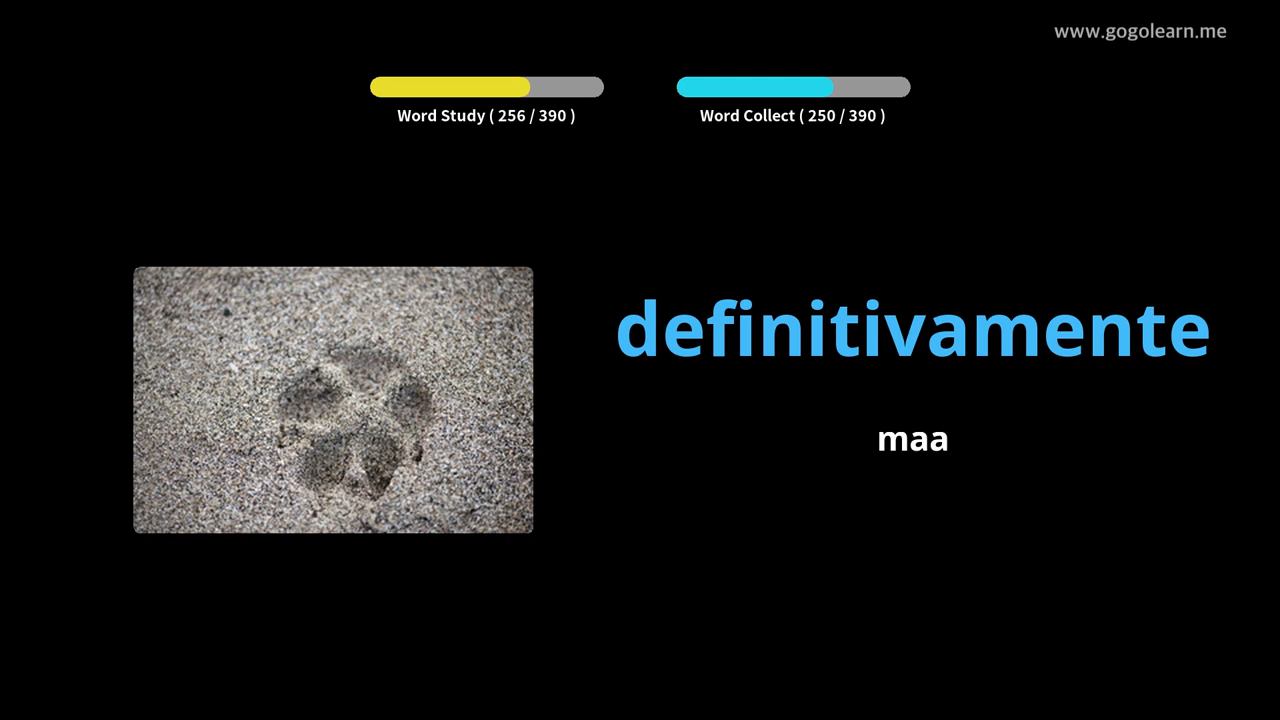 www.gogolearn.me
Word Study ( 256 / 390 )
Word Collect ( 250 / 390 )
definitivamente
maa